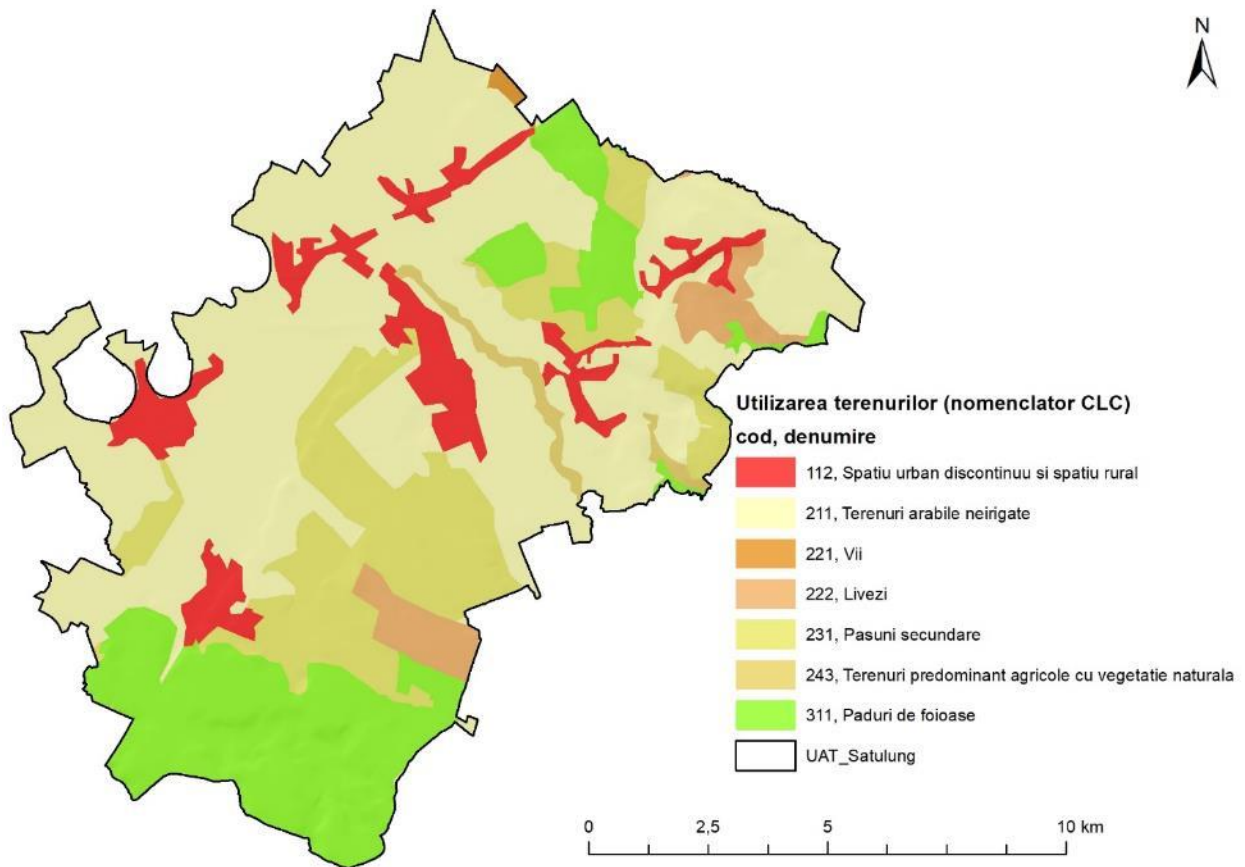 N
Utilizarea terenurilor (nomenclator CLC)
cod, denumire
112, Spatiu urban discontinuu si spatiu rural
211, Terenuri arabile neirigate
221, Vii
222, Livezi
231, Pasuni secundare
243, Terenuri predominant agricole cu vegetatie naturala
311, Paduri de foioase
UAT_Satulung
0 2,5 5 10 km